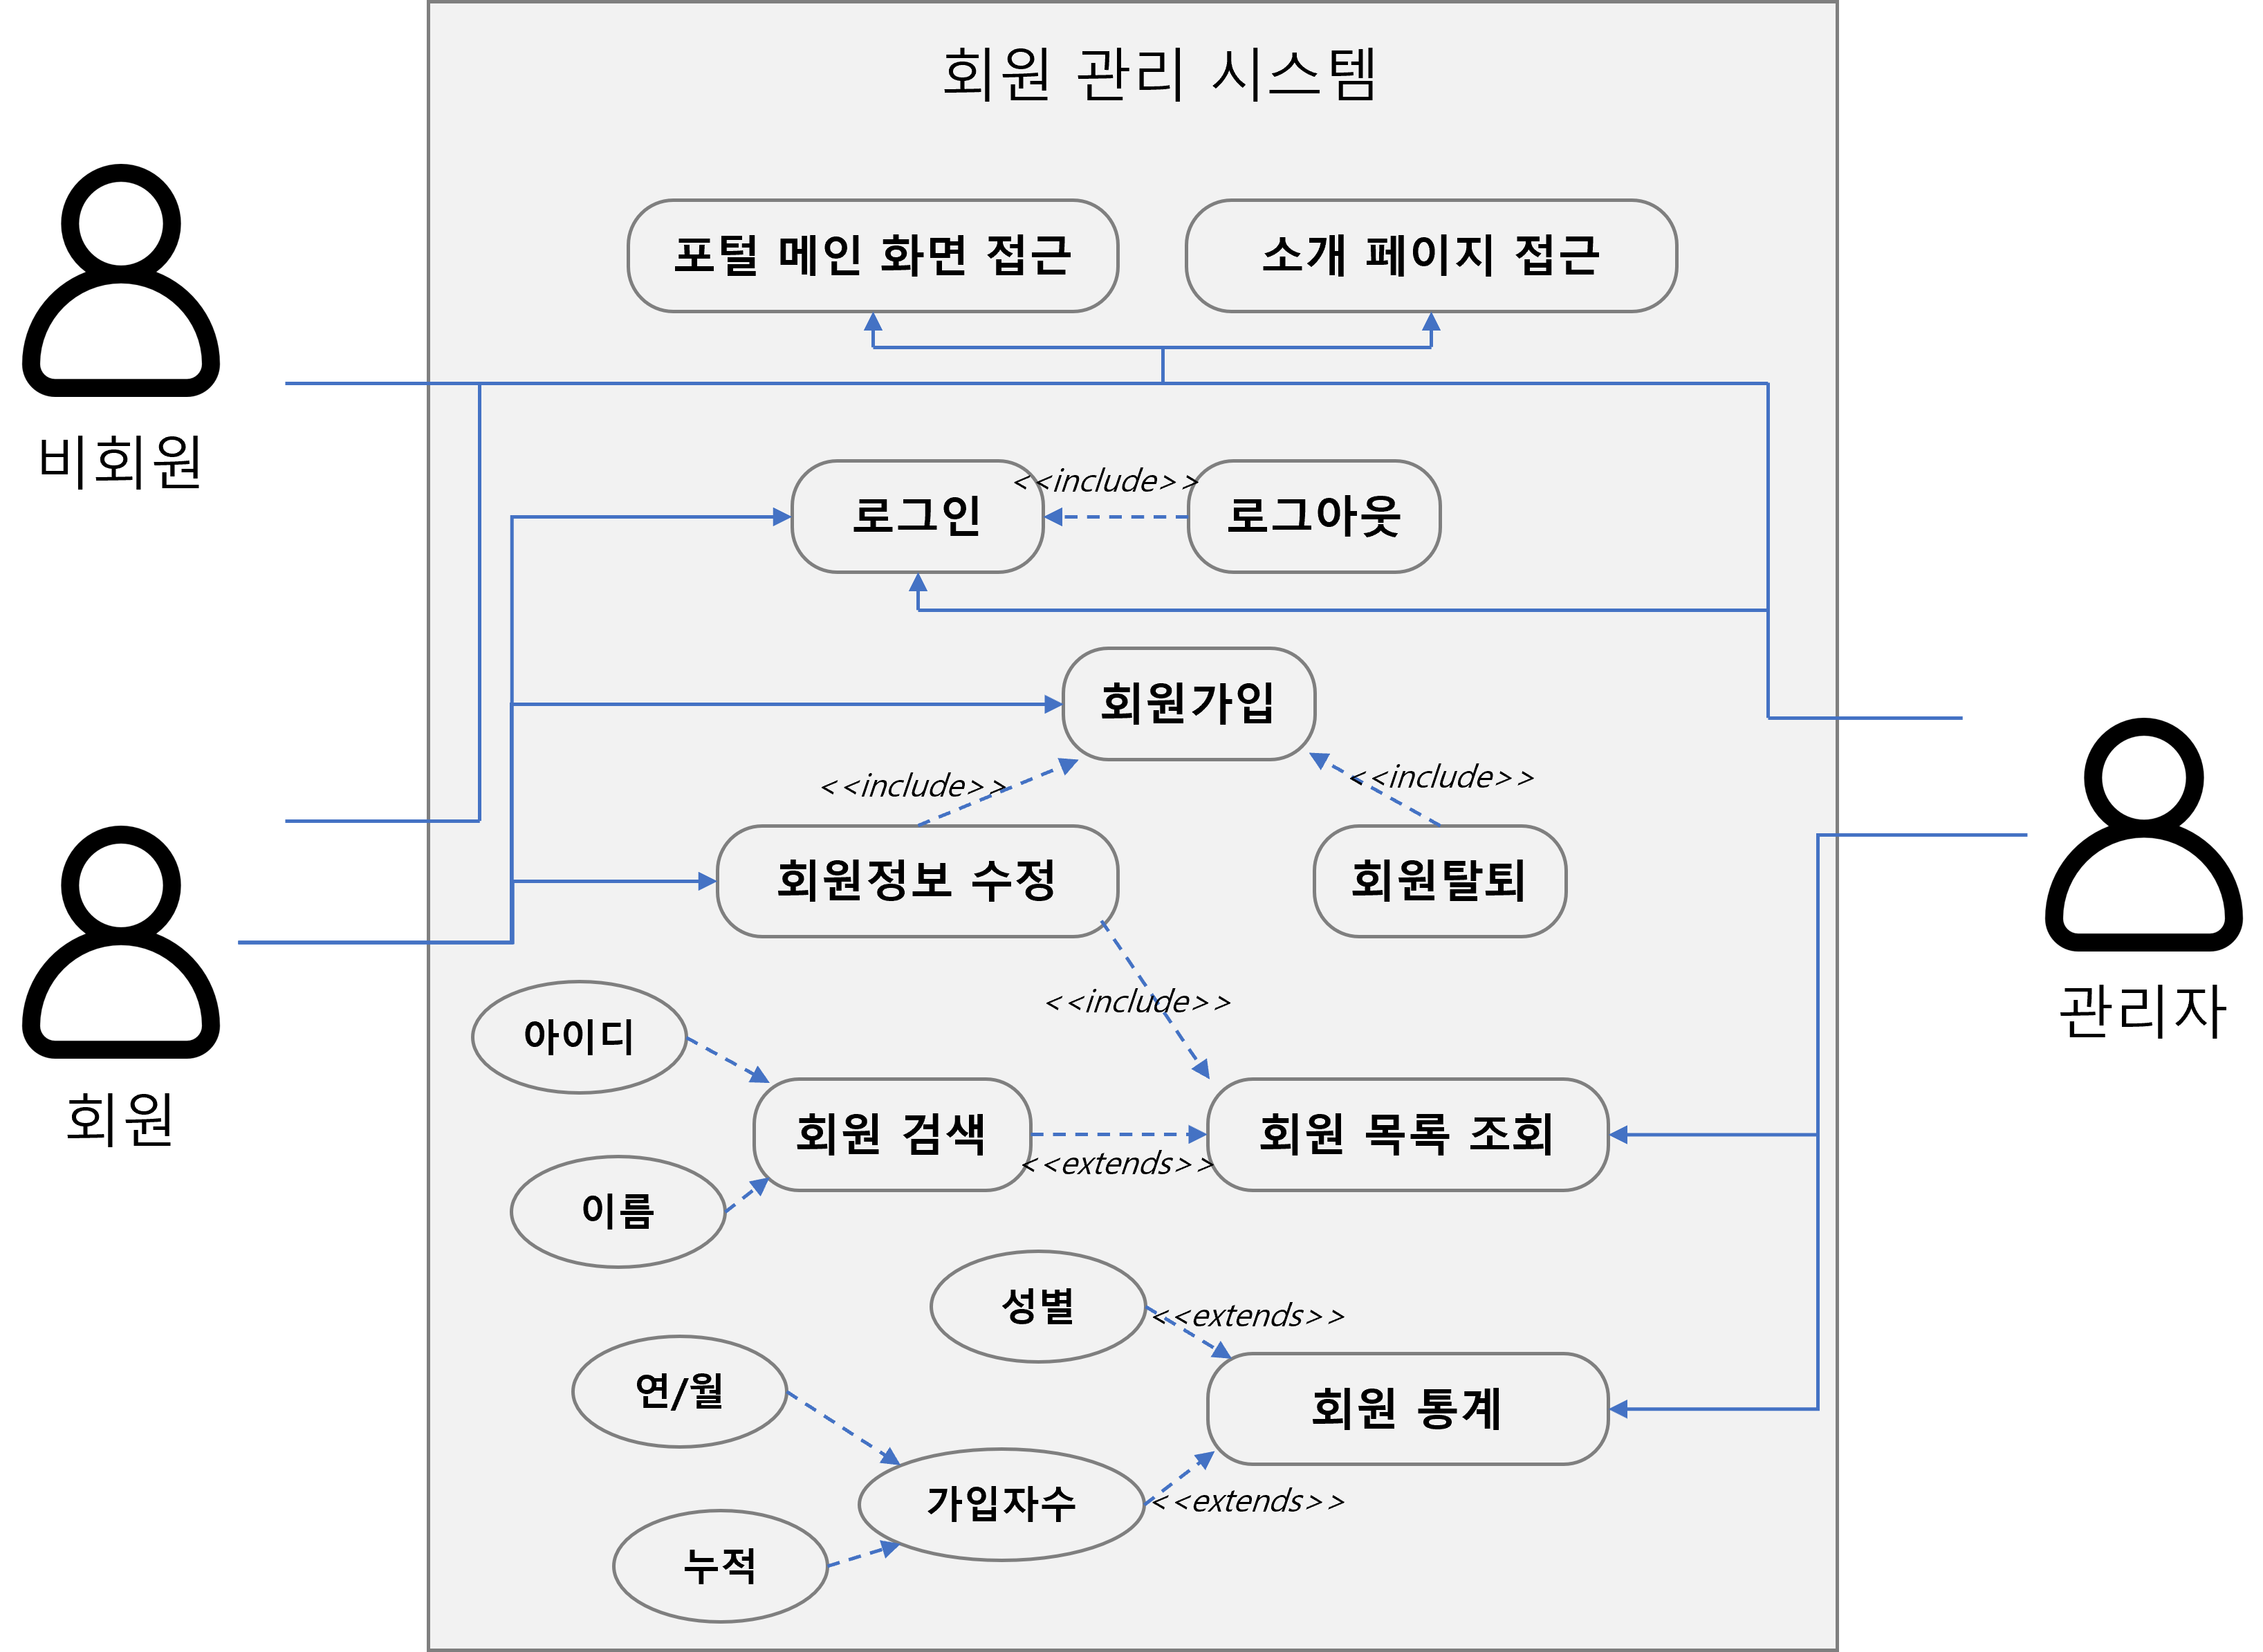 회원 관리 시스템
포털 메인 화면 접근
소개 페이지 접근
비회원
<<include>>
로그인
로그아웃
회원가입
<<include>>
<<include>>
회원정보 수정
회원탈퇴
<<include>>
관리자
아이디
회원
회원 검색
회원 목록 조회
<<extends>>
이름
성별
<<extends>>
연/월
회원 통계
가입자수
<<extends>>
누적